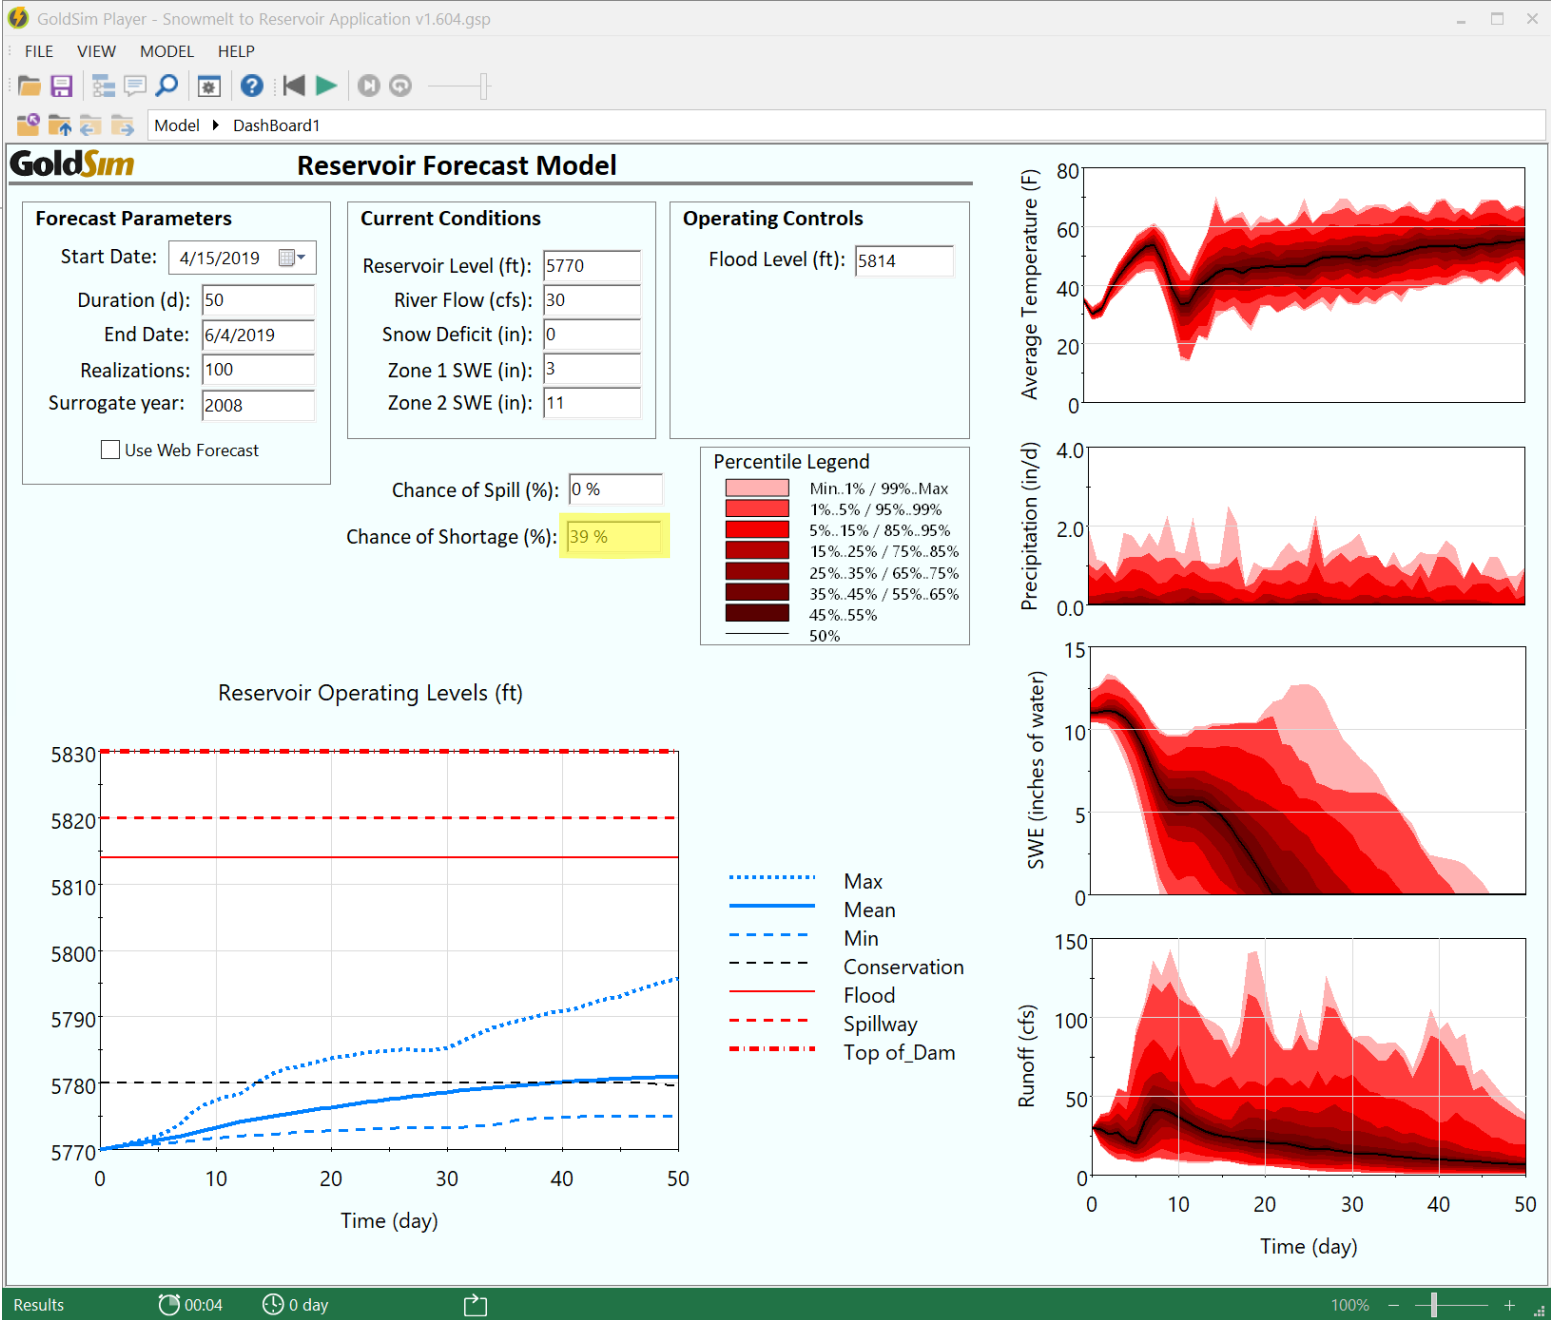 GoldSim Player - Snowmelt to Reservoir Application v1.604.gsp
FILE VIEW MODEL HELP
Model DashBoard1
GoldSim
Reservoir Forecast Model
Forecast Parameters
Start Date: 4/15/2019
Duration (d): 50
End Date: 6/4/2019
Realizations: 100
Surrogate year: 2008
Use Web Forecast
Current Conditions
Reservoir Level (ft): 5770
River Flow (cfs): 30
Snow Deficit (in): 0
Zone 1 SWE (in): 3
Zone 2 SWE (in): 11
Operating Controls
Flood Level (ft): 5814
Chance of Spill (%): 0 %
Chance of Shortage (%): 39 %
Percentile Legend
Min..1% / 99%..Max
1%..5% / 95%..99%
5%..15% / 85%..95%
15%..25% / 75%..85%
25%..35% / 65%..75%
35%..45% / 55%..65%
45%..55%
50%
Reservoir Operating Levels (ft)
5830
5820
5810
5800
5790
5780
5770
0 10 20 30 40 50
Time (day)
Max
Mean
Min
Conservation
Flood
Spillway
Top of_Dam
Average Temperature (F)
80
60
40
20
0
Precipitation (in/d)
4.0
2.0
0.0
SWE (inches of water)
15
10
5
0
Runoff (cfs)
150
100
50
0
0 10 20 30 40 50
Time (day)
Results 00:04 0 day 100%